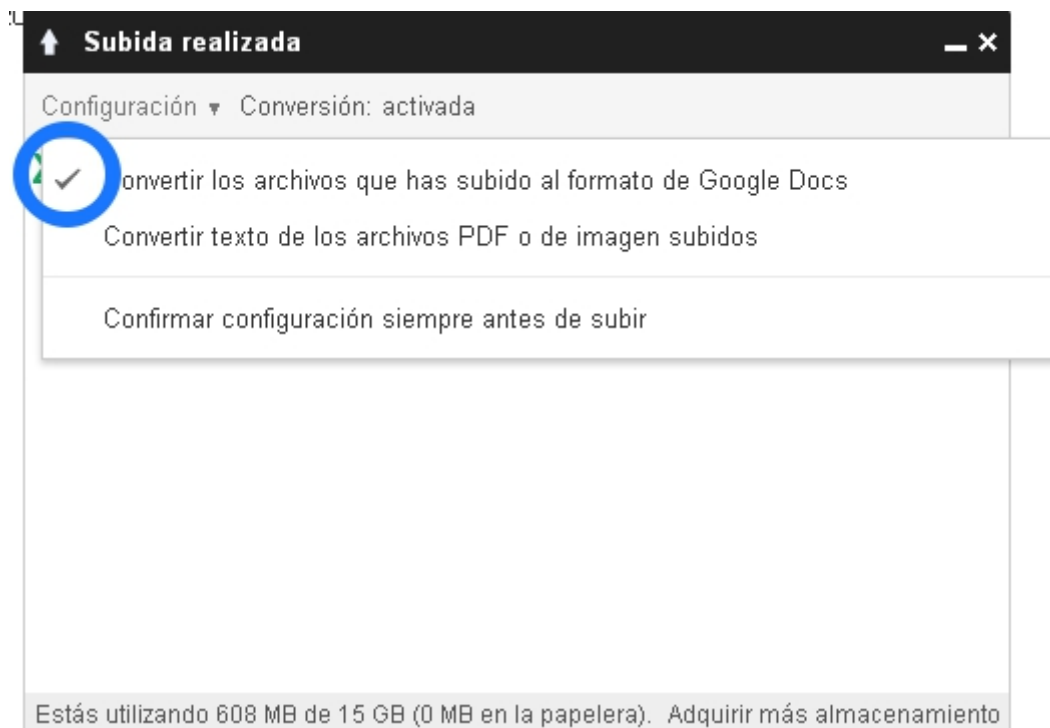 Subida realizada
Configuración Conversión: activada
onvertir los archivos que has subido al formato de Google Docs
Convertir texto de los archivos PDF o de imagen subidos
Confirmar configuración siempre antes de subir
Estás utilizando 608 MB de 15 GB (0 MB en la papelera). Adquirir más almacenamiento